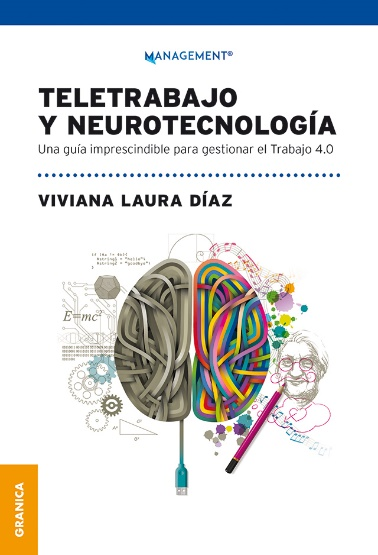 MANAGEMENT®
TELETRABAJO
Y NEUROTECNOLOGÍA
Una guía imprescindible para gestionar el Trabajo 4.0
VIVIANA LAURA DÍAZ
E=mc²
GRANICA